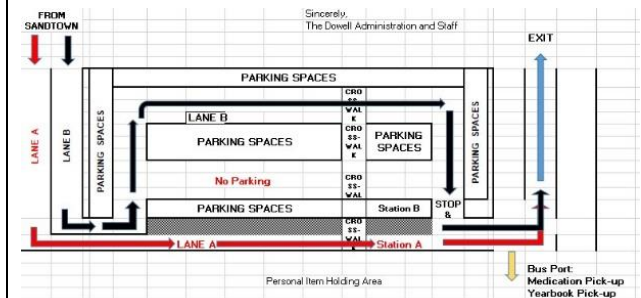 FROM
SANDTOWN
Sincerely,
The Dowell Administration and Staff
EXIT
PARKING SPACES
LANE A
LANE B
PARKING SPACES
LANE B
PARKING SPACES
PARKING
SPACES
PARKING SPACES
CRO
SS-
WAL
K
CRO
SS-
WAL
K
CRO
SS-
WAL
K
CRO
SS-
WAL
K
No Parking
PARKING SPACES
Station B
STOP
&
LANE A
Station A
Personal Item Holding Area
Bus Port:
Medication Pick-up
Yearbook Pick-up